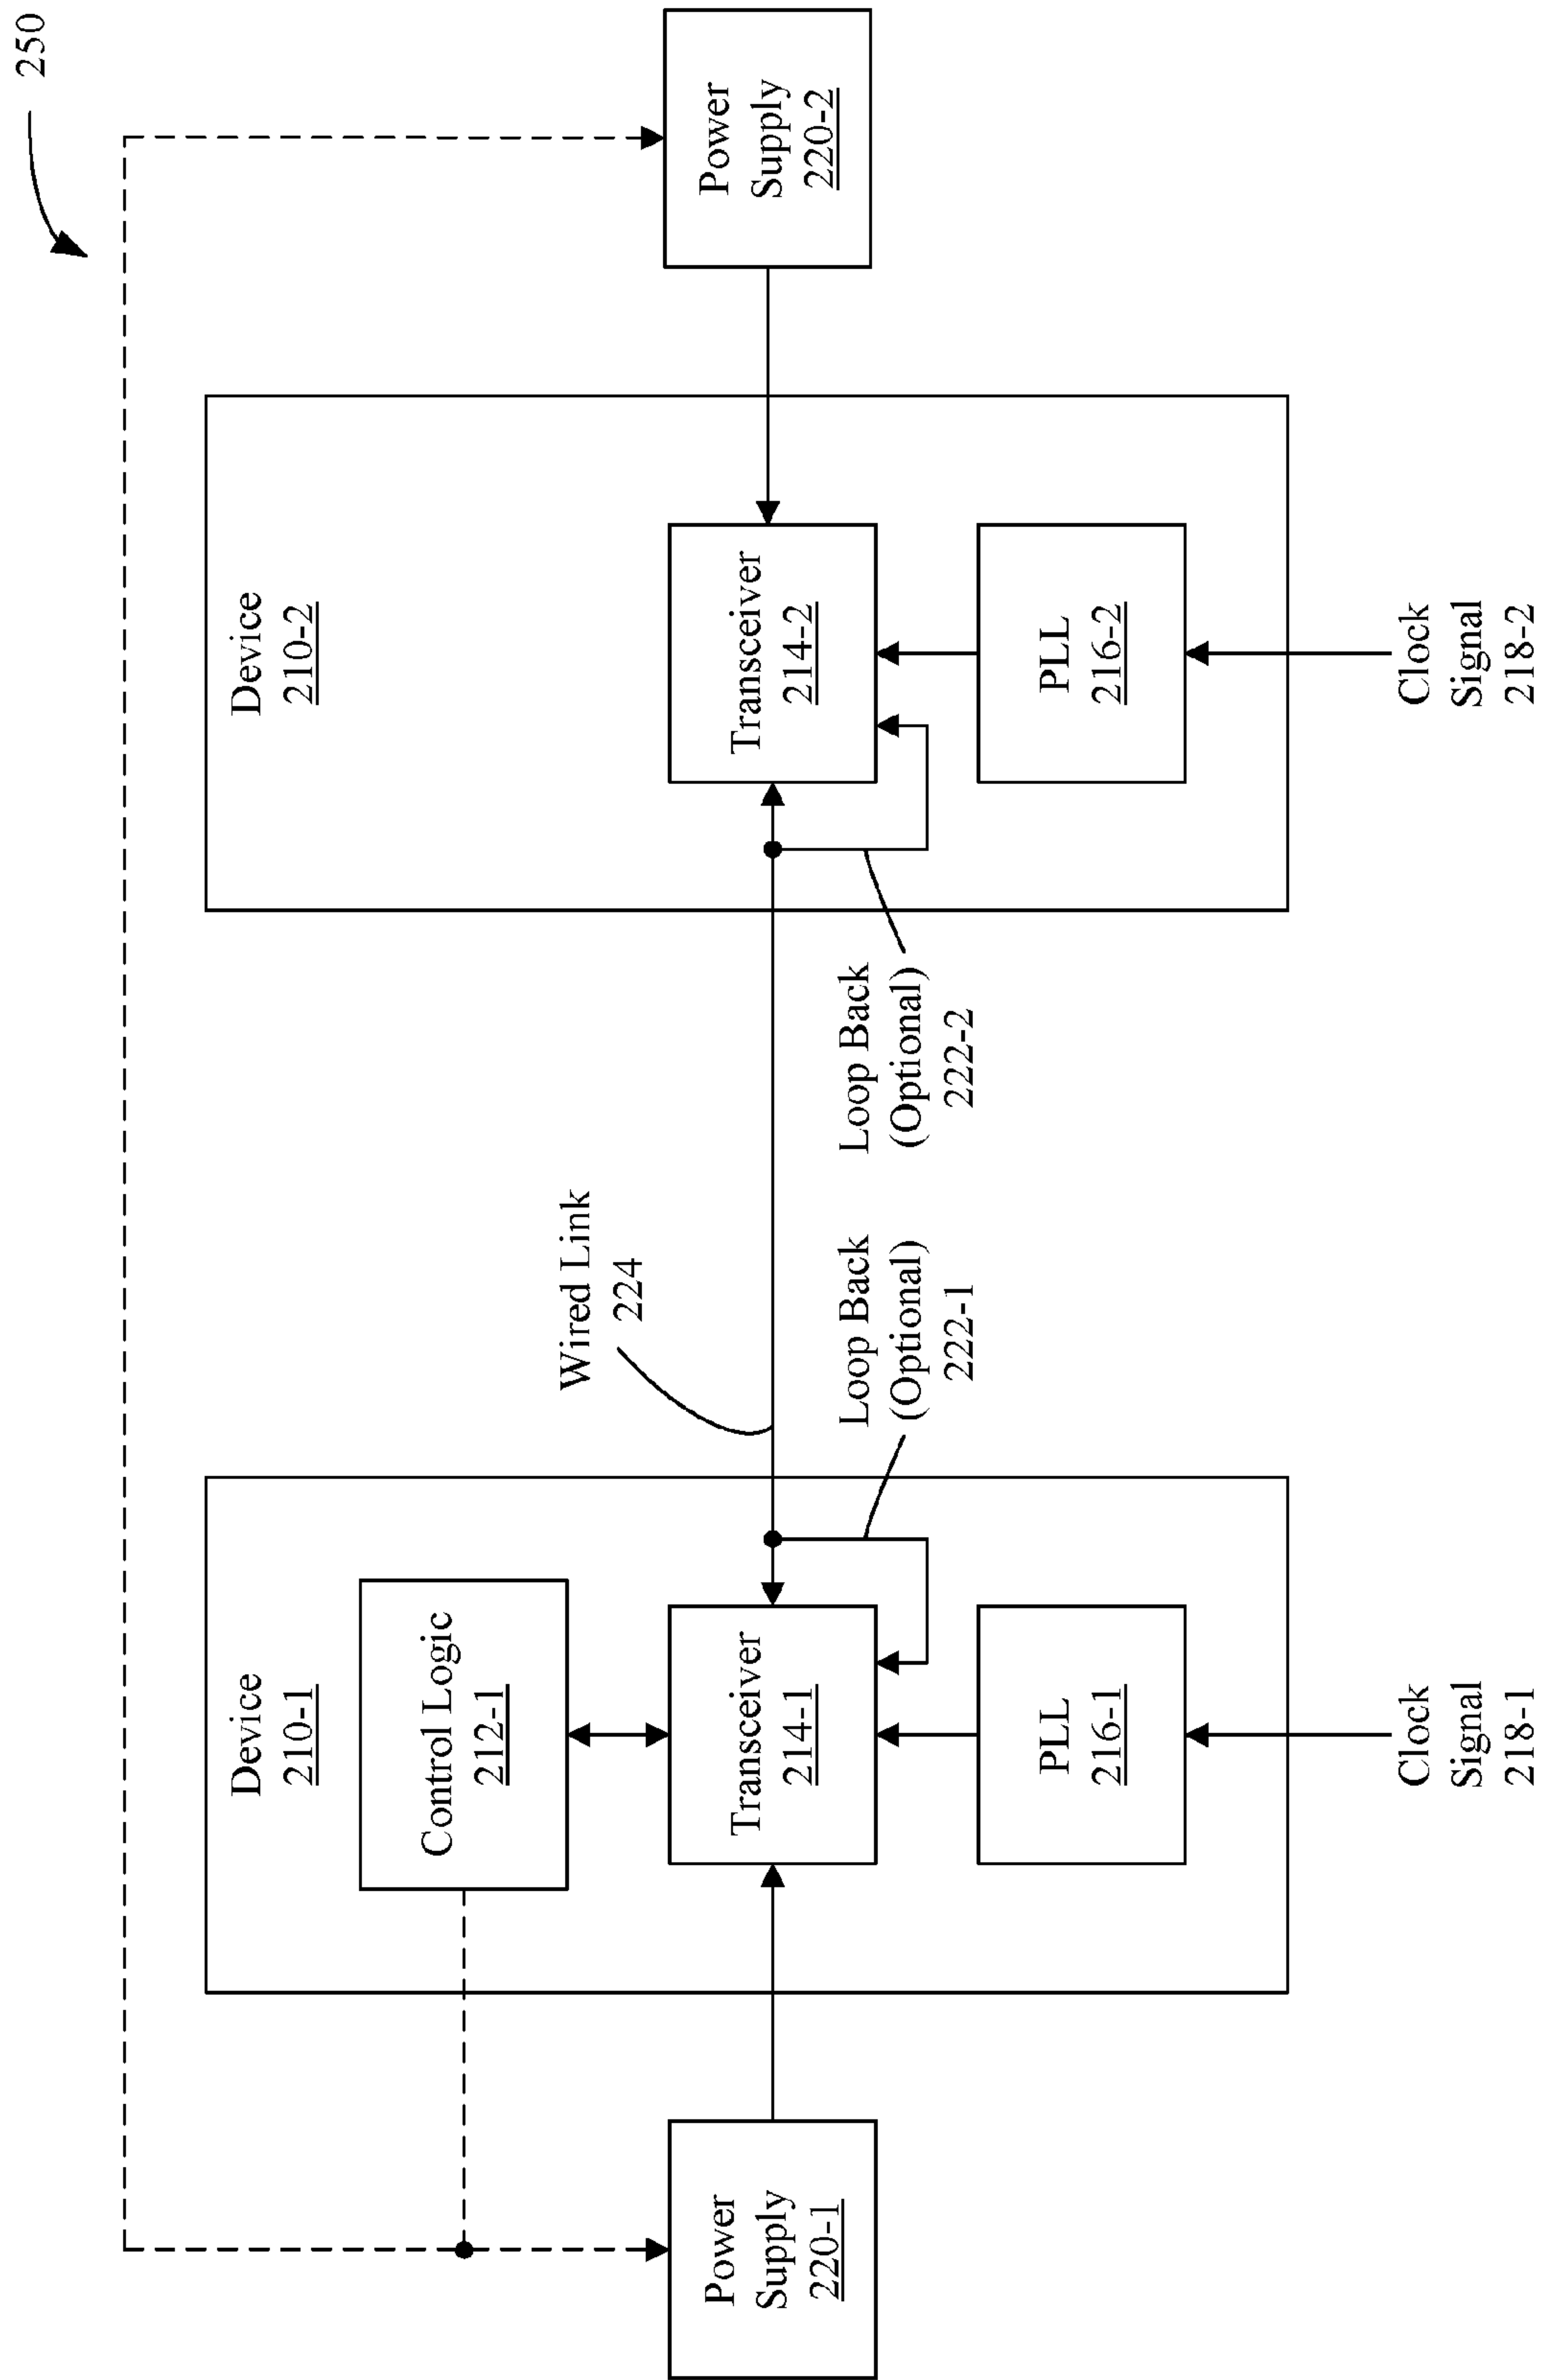 250
Device
210-1
Control Logic
212-1
Power
Supply
220-1
Transceiver
214-1
PLL
216-1
Clock
Signal
218-1
Wired Link
224
Loop Back
(Optional)
222-1
Loop Back
(Optional)
222-2
Device
210-2
Transceiver
214-2
PLL
216-2
Clock
Signal
218-2
Power
Supply
220-2